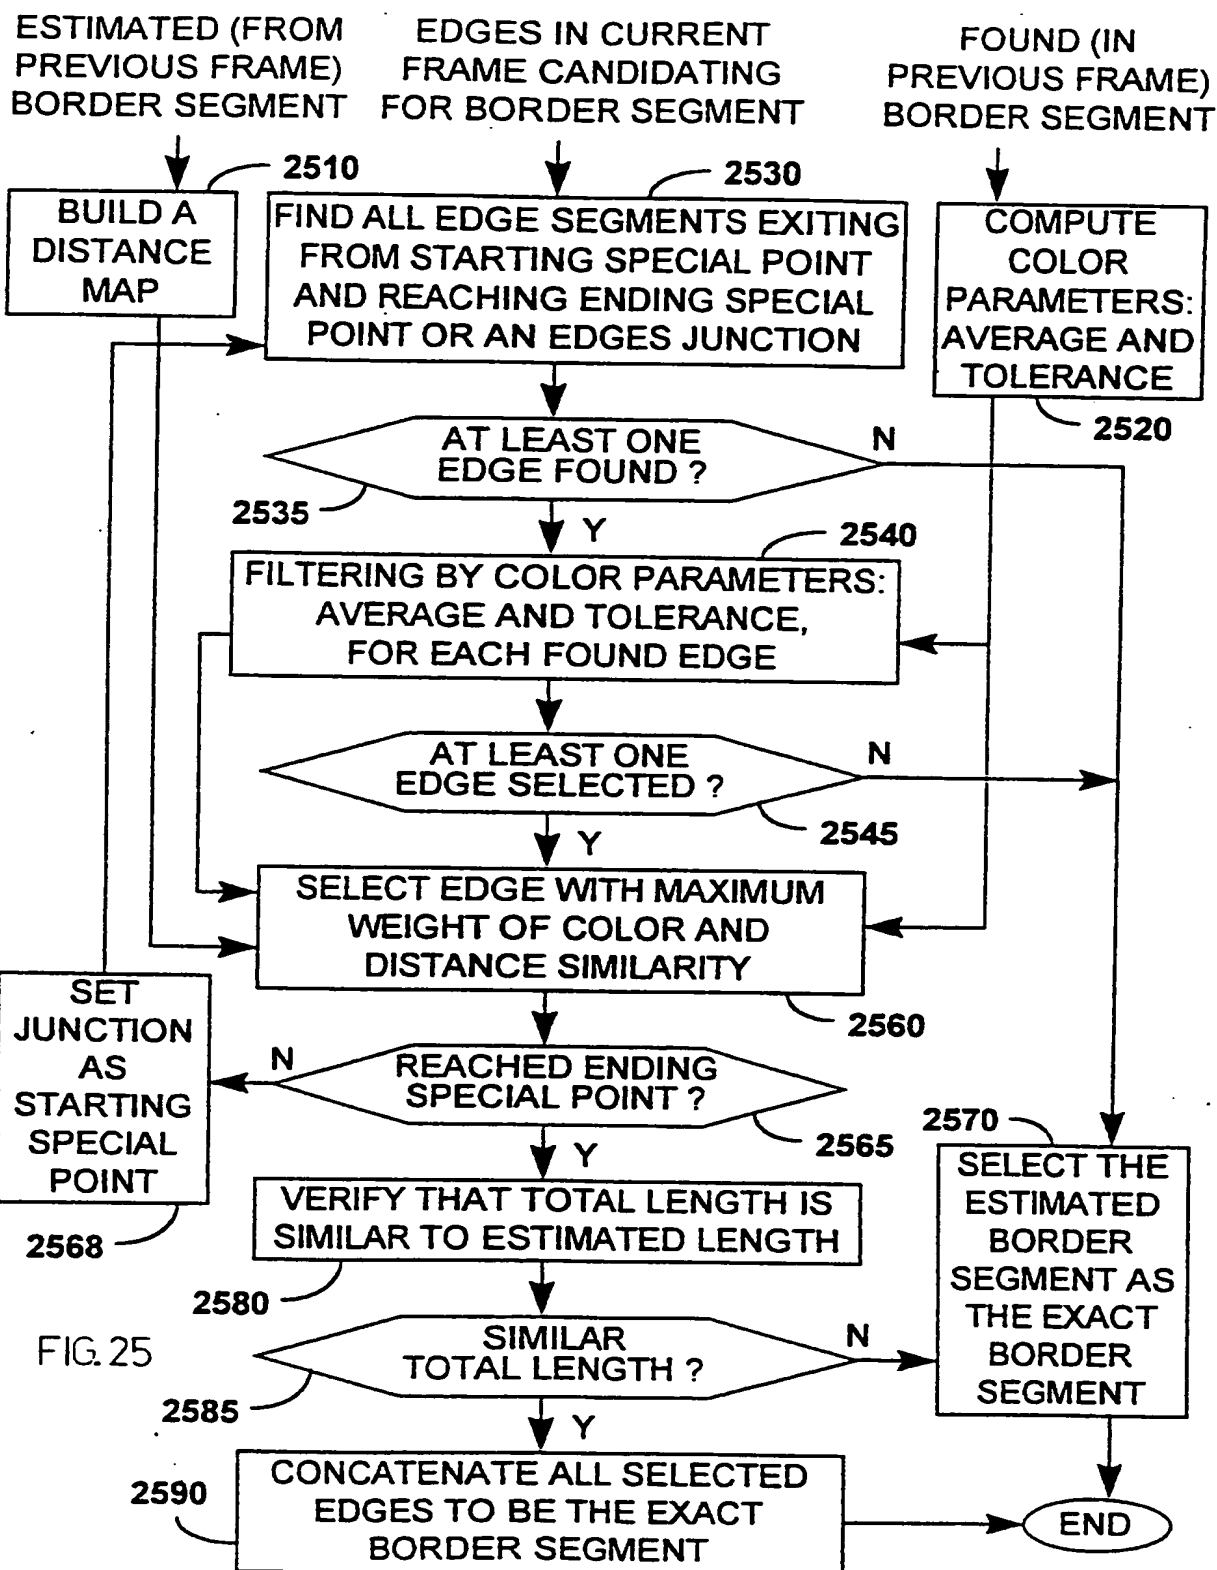 ESTIMATED (FROM
PREVIOUS FRAME)
BORDER SEGMENT
EDGES IN CURRENT
FRAME CANDIDATING
FOR BORDER SEGMENT
FOUND (IN
PREVIOUS FRAME)
BORDER SEGMENT
2510
BUILD A
DISTANCE
MAP
2530
FIND ALL EDGE SEGMENTS EXITING
FROM STARTING SPECIAL POINT
AND REACHING ENDING SPECIAL
POINT OR AN EDGES JUNCTION
COMPUTE
COLOR
PARAMETERS:
AVERAGE AND
TOLERANCE
2520
AT LEAST ONE
EDGE FOUND ?
N
2535
Y
2540
FILTERING BY COLOR PARAMETERS:
AVERAGE AND TOLERANCE,
FOR EACH FOUND EDGE
AT LEAST ONE
EDGE SELECTED ?
N
2545
Y
SELECT EDGE WITH MAXIMUM
WEIGHT OF COLOR AND
DISTANCE SIMILARITY
2560
SET
JUNCTION
AS
STARTING
SPECIAL
POINT
2568
N
REACHED ENDING
SPECIAL POINT ?
2565
Y
2570
SELECT THE
ESTIMATED
BORDER
SEGMENT AS
THE EXACT
BORDER
SEGMENT
VERIFY THAT TOTAL LENGTH IS
SIMILAR TO ESTIMATED LENGTH
2580
FIG. 25
SIMILAR
TOTAL LENGTH ?
N
2585
Y
2590
CONCATENATE ALL SELECTED
EDGES TO BE THE EXACT
BORDER SEGMENT
END